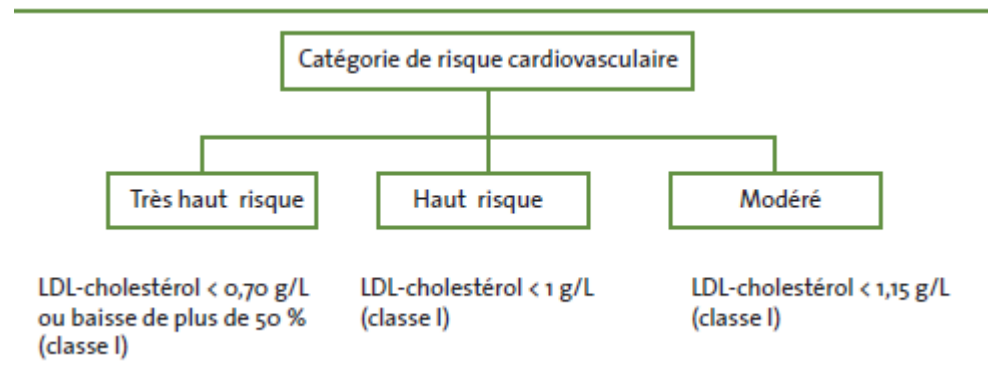 Catégorie de risque cardiovasculaire
Très haut risque
Haut risque
Modéré
LDL-cholestérol < 0,70 g/L
ou baisse de plus de 50 %
(classe I)
LDL-cholestérol < 1 g/L
(classe I)
LDL-cholestérol < 1,15 g/L
(classe I)